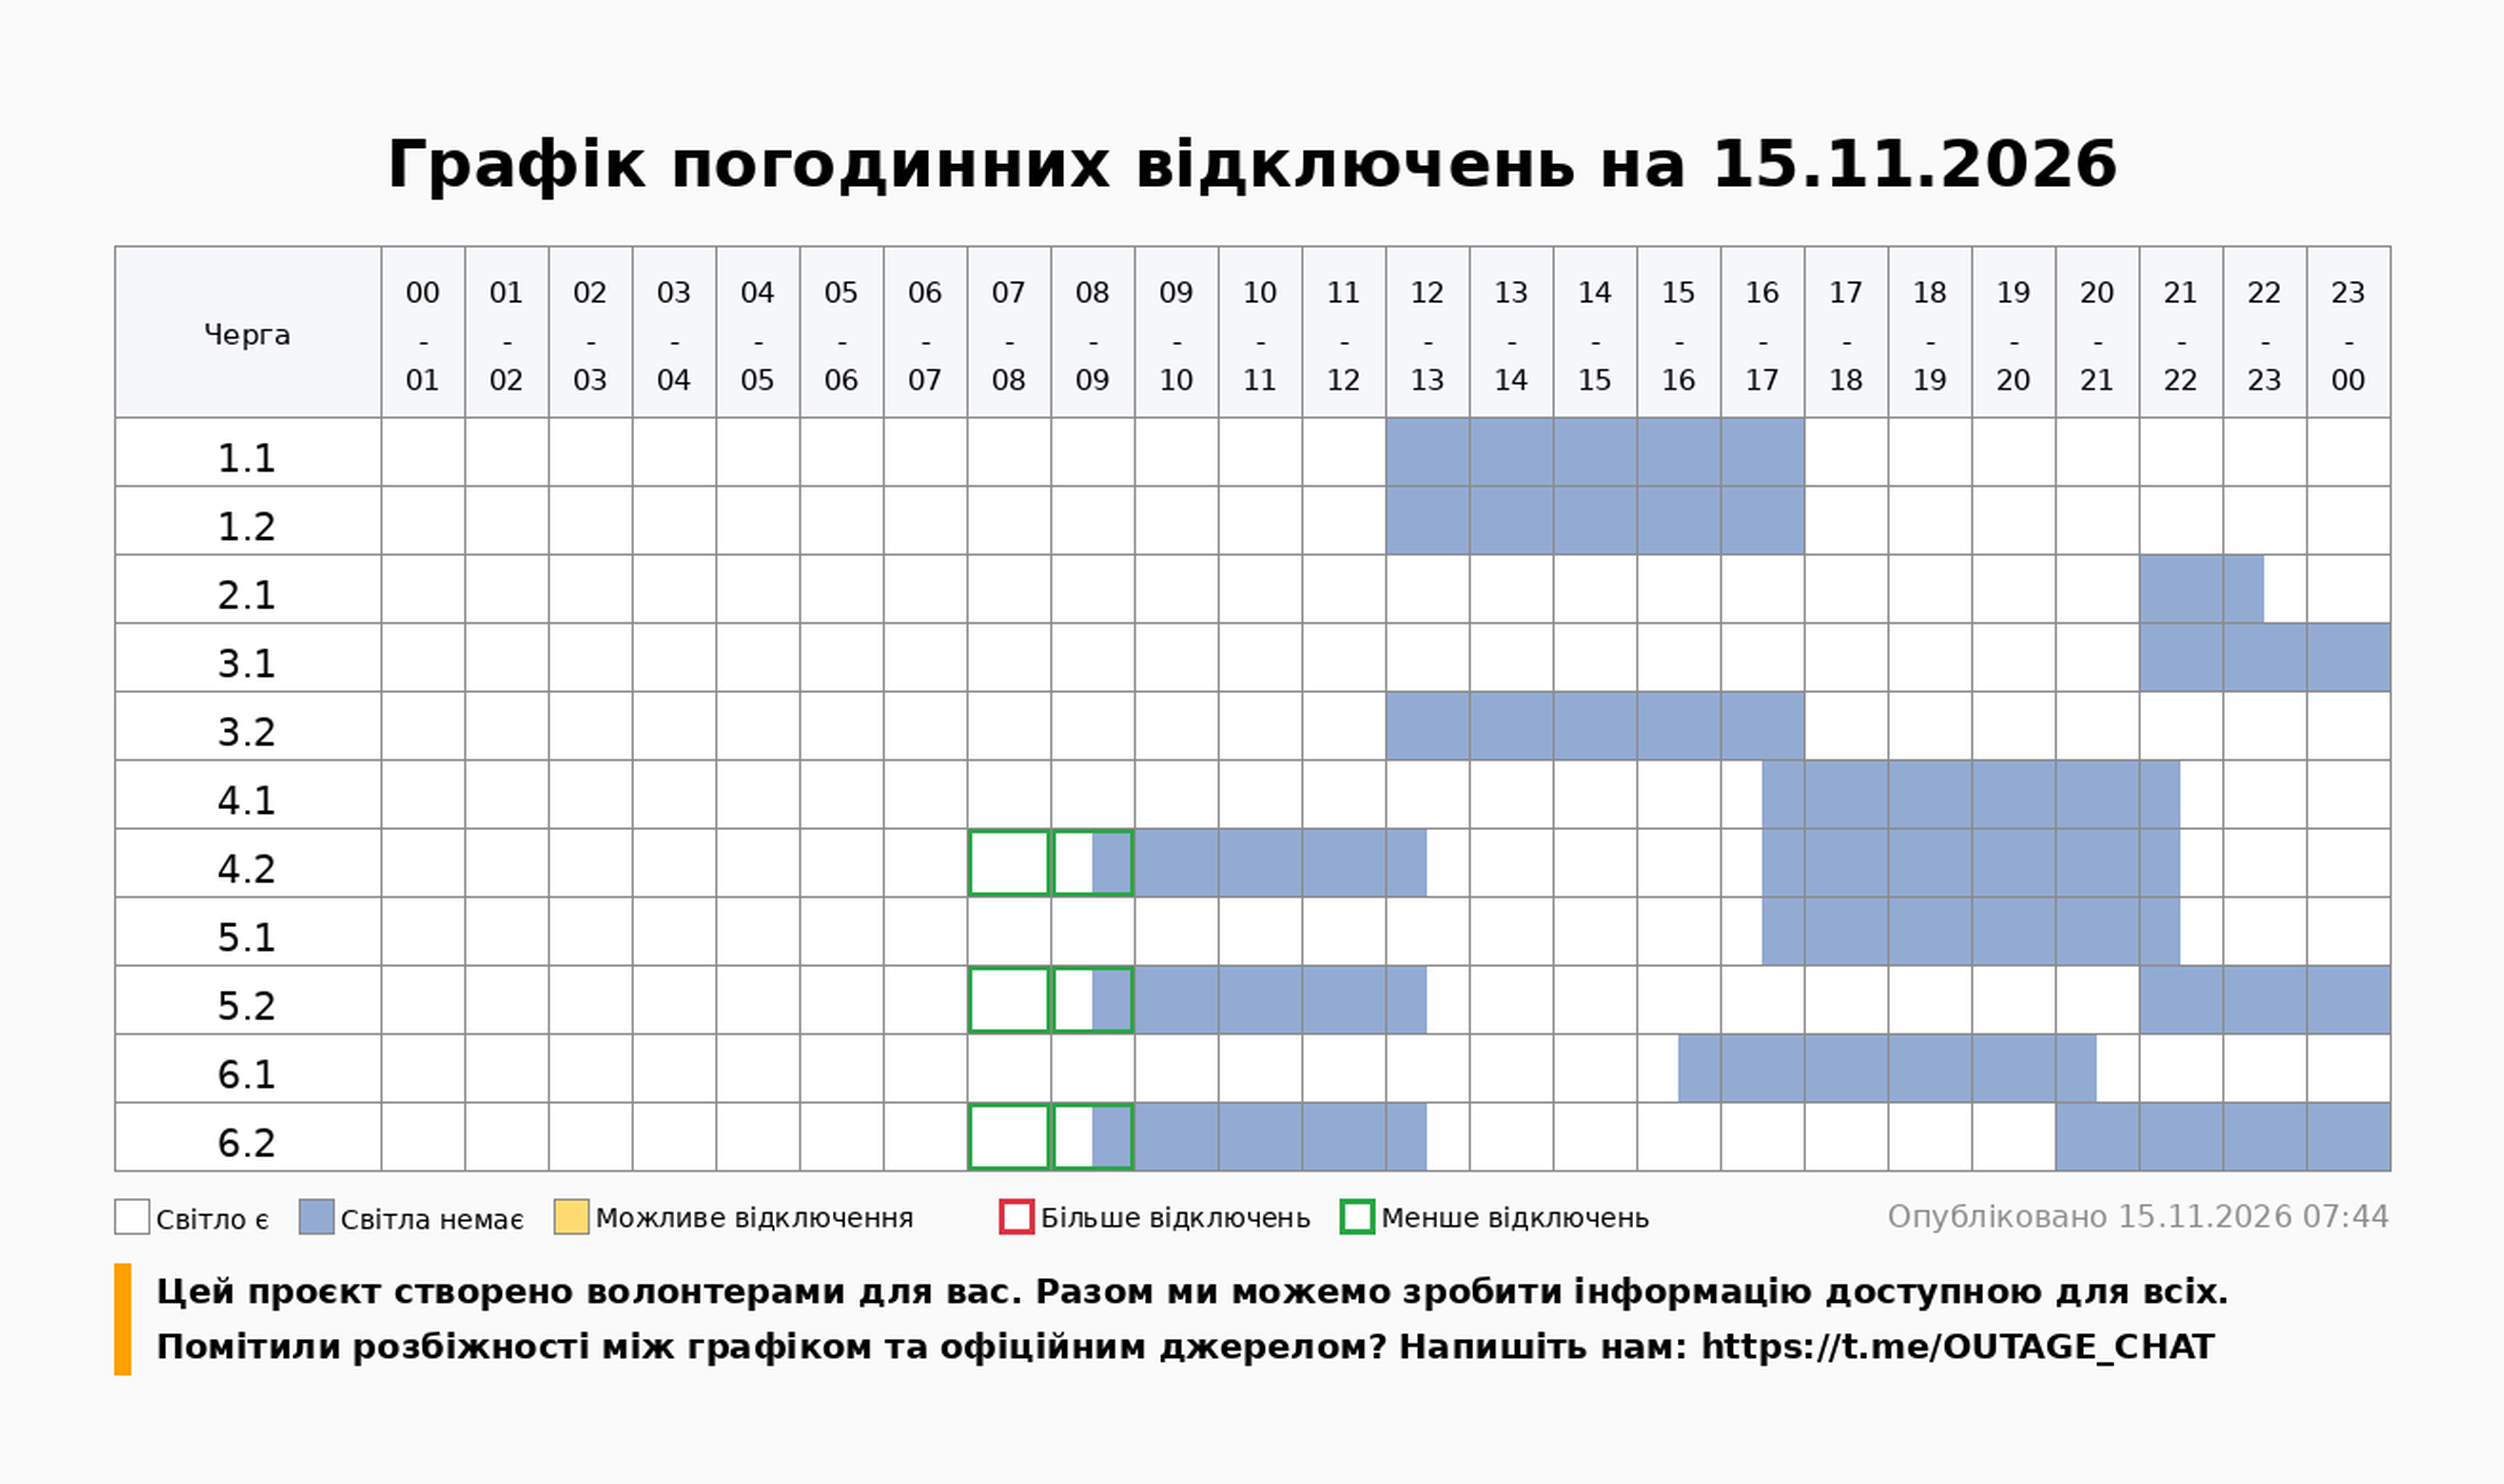 Графік погодинних відключень на 15.11.2026
Черга 00 - 01 01 - 02 02 - 03 03 - 04 04 - 05 05 - 06 06 - 07 07 - 08 08 - 09 09 - 10 10 - 11 11 - 12 12 - 13 13 - 14 14 - 15 15 - 16 16 - 17 17 - 18 18 - 19 19 - 20 20 - 21 21 - 22 22 - 23 23 - 00
1.1
1.2
2.1
3.1
3.2
4.1
4.2
5.1
5.2
6.1
6.2
Світло є Світла немає Можливе відключення Більше відключень Менше відключень Опубліковано 15.11.2026 07:44
Цей проєкт створено волонтерами для вас. Разом ми можемо зробити інформацію доступною для всіх.
Помітили розбіжності між графіком та офіційним джерелом? Напишіть нам: https://t.me/OUTAGE_CHAT